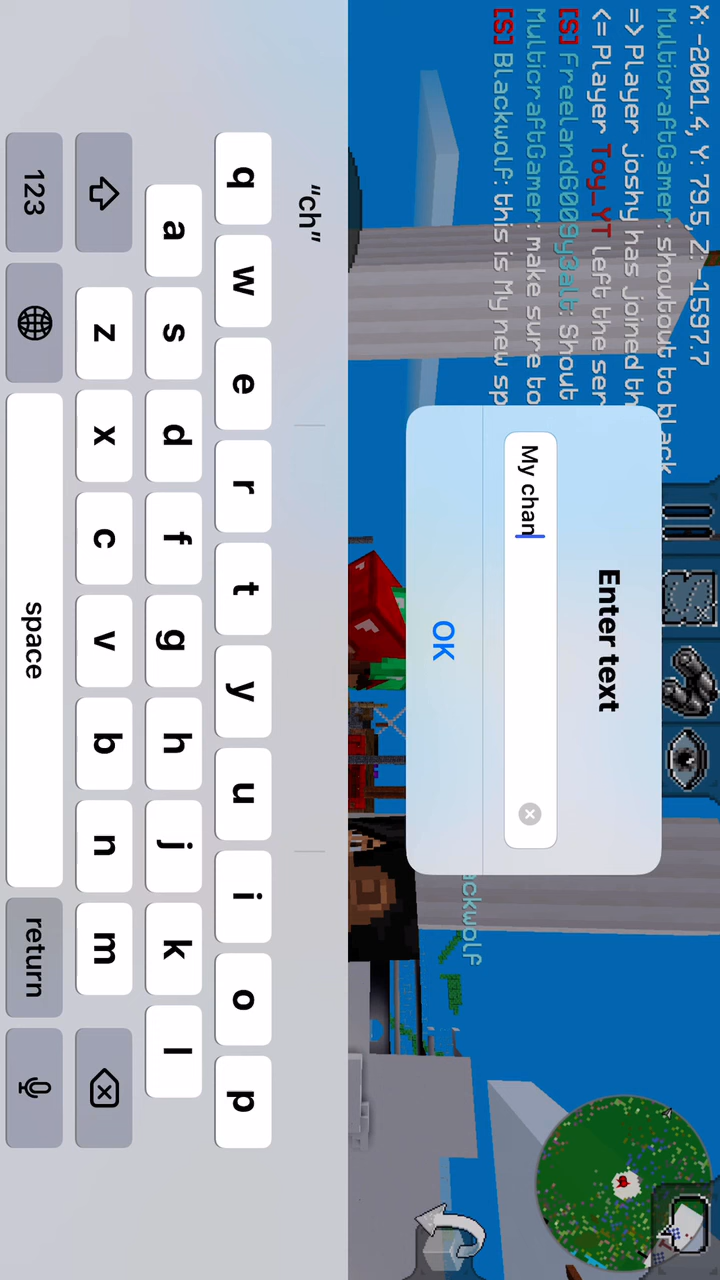 X: -2001.4, Y: 79.5, Z: -1597.7
MulticraftGamer: shoutout to black
=> Player joshy has joined th
<= Player Toy_YT left the ser
[S] Freeland6009y3alt: Shout
MulticraftGamer: make sure to
[S] Blackwolf: this is My new sp
ackwolf
Enter text
My chan
OK
“ch”
q w e r t y u i o p
a s d f g h j k l
z x c v b n m
123 space return